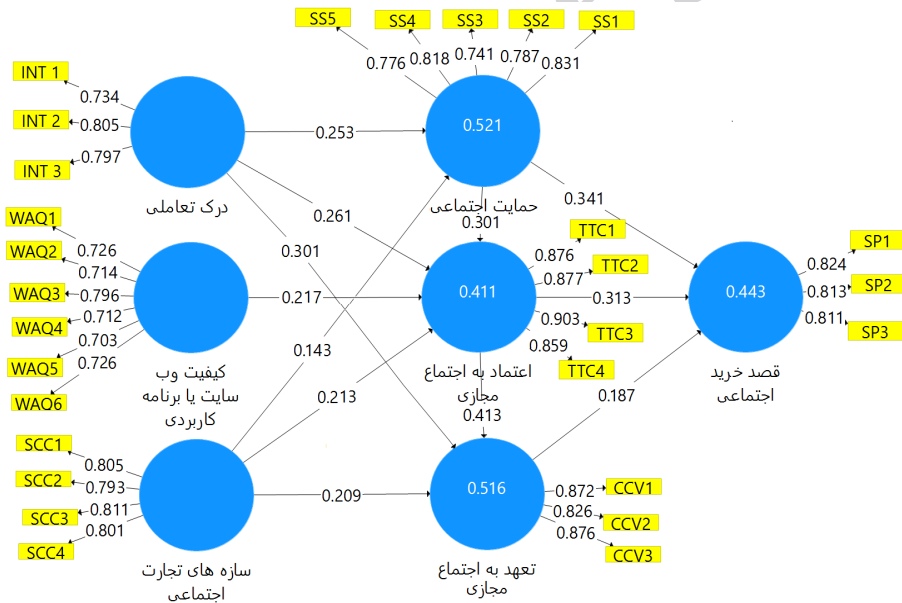 SS5 SS4 SS3 SS2 SS1
0.776 0.818 0.741 0.787 0.831
INT 1
INT 2
INT 3
0.734
0.805
0.797
درک تعاملی
0.253
0.521
حمایت اجتماعی
0.261
0.301
0.301
0.341
WAQ1
WAQ2
WAQ3
WAQ4
WAQ5
WAQ6
0.726
0.714
0.796
0.712
0.703
0.726
کیفیت وب
سایت یا برنامه
کاربردی
0.217
0.411
اعتماد به اجتماع
مجازی
TTC1
TTC2
TTC3
TTC4
0.876
0.877
0.903
0.859
0.313
0.443
قصد خرید
اجتماعی
SP1
SP2
SP3
0.824
0.813
0.811
0.143
0.213
0.413
0.187
SCC1
SCC2
SCC3
SCC4
0.805
0.793
0.811
0.801
سازه های تجارت
اجتماعی
0.209
0.516
تعهد به اجتماع
مجازی
CCV1
CCV2
CCV3
0.872
0.826
0.876